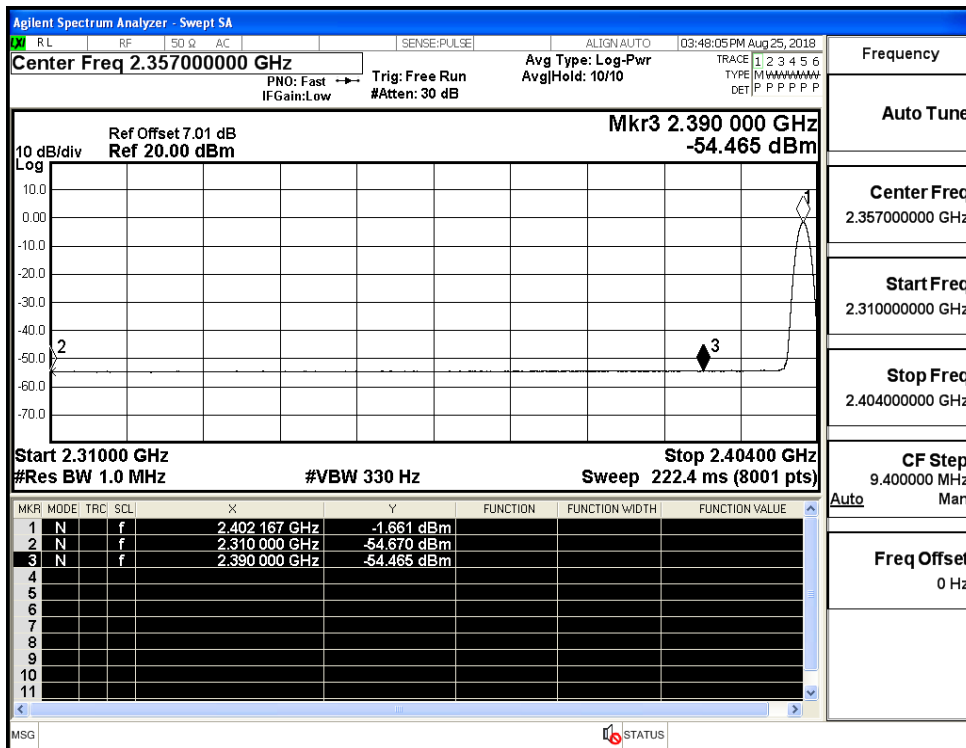 Agilent Spectrum Analyzer - Swept SA
LXI RL RF 50 Ω AC SENSE:PULSE ALIGNAUTO 03:48:05 PM Aug 25, 2018
Center Freq 2.357000000 GHz
PNO: Fast
IFGain:Low
Trig: Free Run
#Atten: 30 dB
Avg Type: Log-Pwr
Avg|Hold: 10/10
TRACE 1 2 3 4 5 6
TYPE M WWWWW
DET P P P P P P
Ref Offset 7.01 dB
10 dB/div Ref 20.00 dBm
Log
Mkr3 2.390 000 GHz
-54.465 dBm
10.0
0.00
-10.0
-20.0
-30.0
-40.0
-50.0
-60.0
-70.0
1
2
3
Start 2.31000 GHz Stop 2.40400 GHz
#Res BW 1.0 MHz #VBW 330 Hz Sweep 222.4 ms (8001 pts)
MKR MODE TRC SCL X Y FUNCTION FUNCTION WIDTH FUNCTION VALUE
1 N f 2.402 167 GHz -1.661 dBm
2 N f 2.310 000 GHz -54.670 dBm
3 N f 2.390 000 GHz -54.465 dBm
4
5
6
7
8
9
10
11
MSG STATUS
Frequency
Auto Tune
Center Freq
2.357000000 GHz
Start Freq
2.310000000 GHz
Stop Freq
2.404000000 GHz
CF Step
9.400000 MHz
Auto Man
Freq Offset
0 Hz